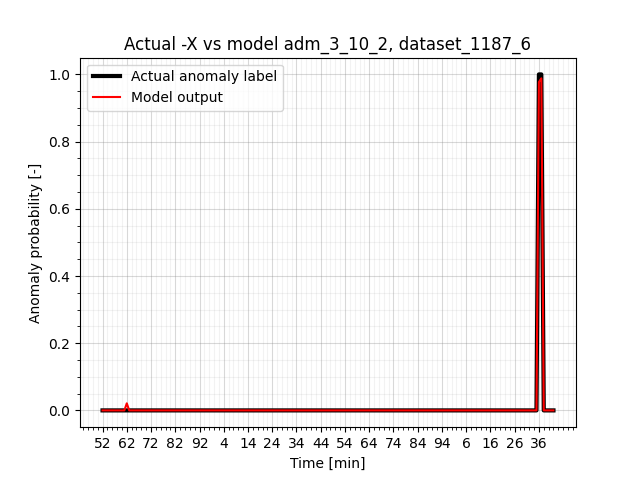 Actual -X vs model adm_3_10_2, dataset_1187_6
Actual anomaly label
Model output
Anomaly probability [-]
1.0
0.8
0.6
0.4
0.2
0.0
52 62 72 82 92 4 14 24 34 44 54 64 74 84 94 6 16 26 36
Time [min]